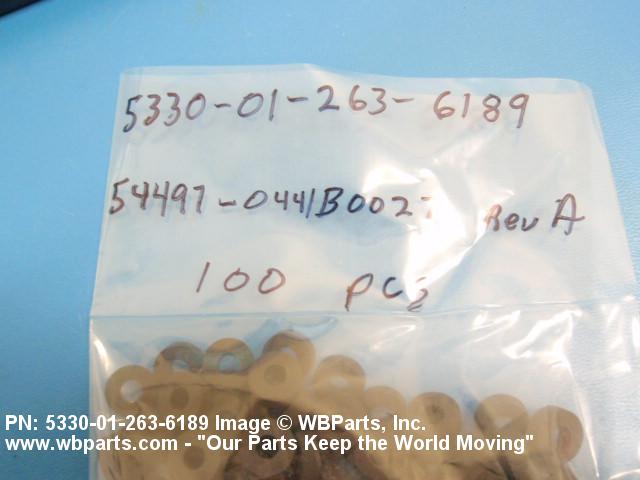 5330-01-263-6189
54497-0441B0027 Rev A
100 pcs
PN: 5330-01-263-6189 Image © WBParts, Inc.
www.wbparts.com - "Our Parts Keep the World Moving"